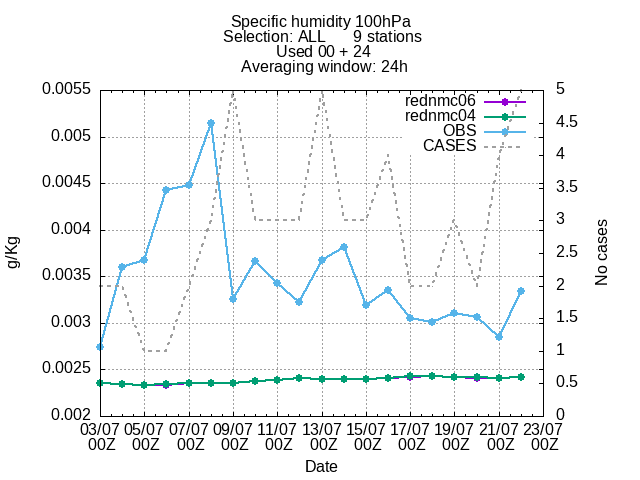 Specific humidity 100hPa
Selection: ALL 9 stations
Used 00 + 24
Averaging window: 24h
0.0055
0.005
0.0045
0.004
0.0035
0.003
0.0025
0.002
g/Kg
rednmc06
rednmc04
OBS
CASES
5
4.5
4
3.5
3
2.5
2
1.5
1
0.5
0
No cases
03/07 05/07 07/07 09/07 11/07 13/07 15/07 17/07 19/07 21/07 23/07
00Z 00Z 00Z 00Z 00Z 00Z 00Z 00Z 00Z 00Z 00Z
Date